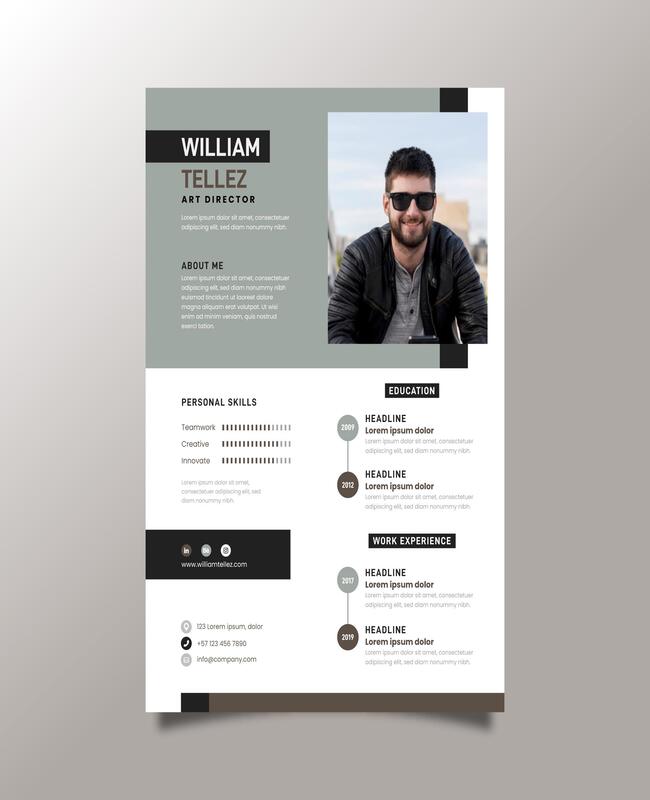 WILLIAM
TELLEZ
ART DIRECTOR
Lorem ipsum dolor sit amet, consectetuer
adipiscing elit, sed diam nonummy nibh.
ABOUT ME
Lorem ipsum dolor sit amet, consectetuer
adipiscing elit, sed diam nonummy nibh
euismod tincidunt ut laoreet dolore
magna aliquam erat volutpat. Ut wisi
enim ad minim veniam, quis nostrud
exerci tation.
PERSONAL SKILLS
Teamwork
Creative
Innovate
Lorem ipsum dolor sit amet,
consectetuer adipiscing elit, sed
diam nonummy nibh.
in
Bē
www.williamtellez.com
123 Lorem ipsum, dolor
+57 123 456 7890
info@company.com
EDUCATION
2009
HEADLINE
Lorem ipsum dolor
Lorem ipsum dolor sit amet, consectetuer
adipiscing elit, sed diam nonummy nibh.
2012
HEADLINE
Lorem ipsum dolor
Lorem ipsum dolor sit amet, consectetuer
adipiscing elit, sed diam nonummy nibh.
WORK EXPERIENCE
2017
HEADLINE
Lorem ipsum dolor
Lorem ipsum dolor sit amet, consectetuer
adipiscing elit, sed diam nonummy nibh.
2019
HEADLINE
Lorem ipsum dolor
Lorem ipsum dolor sit amet, consectetuer
adipiscing elit, sed diam nonummy nibh.